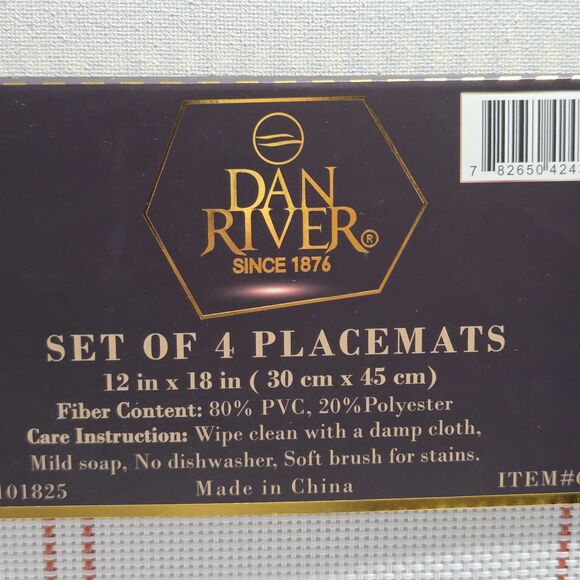 DAN
RIVER®
SINCE 1876
7 82650 424
SET OF 4 PLACEMATS
12 in x 18 in ( 30 cm x 45 cm)
Fiber Content: 80% PVC, 20%Polyester
Care Instruction: Wipe clean with a damp cloth,
Mild soap, No dishwasher, Soft brush for stains.
101825 Made in China ITEM#